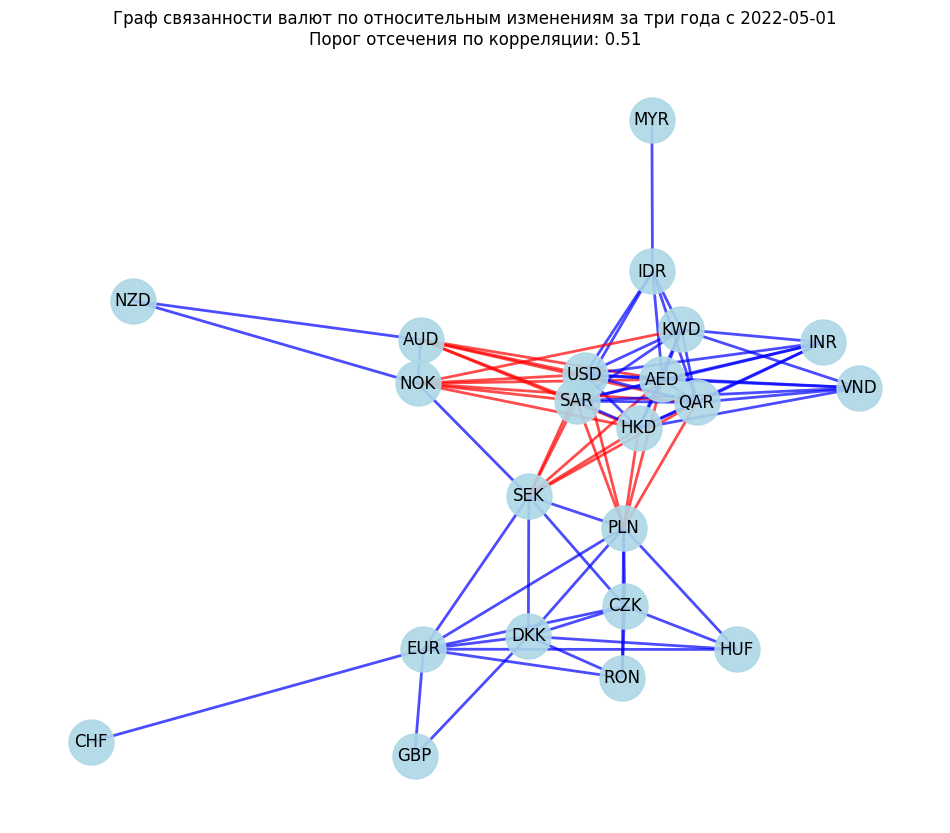 Граф связанности валют по относительным изменениям за три года с 2022-05-01
Порог отсечения по корреляции: 0.51
MYR
IDR
NZD
KWD
AUD
INR
USD
AED
NOK
VND
SAR
QAR
HKD
SEK
PLN
CZK
DKK
EUR
HUF
RON
CHF
GBP